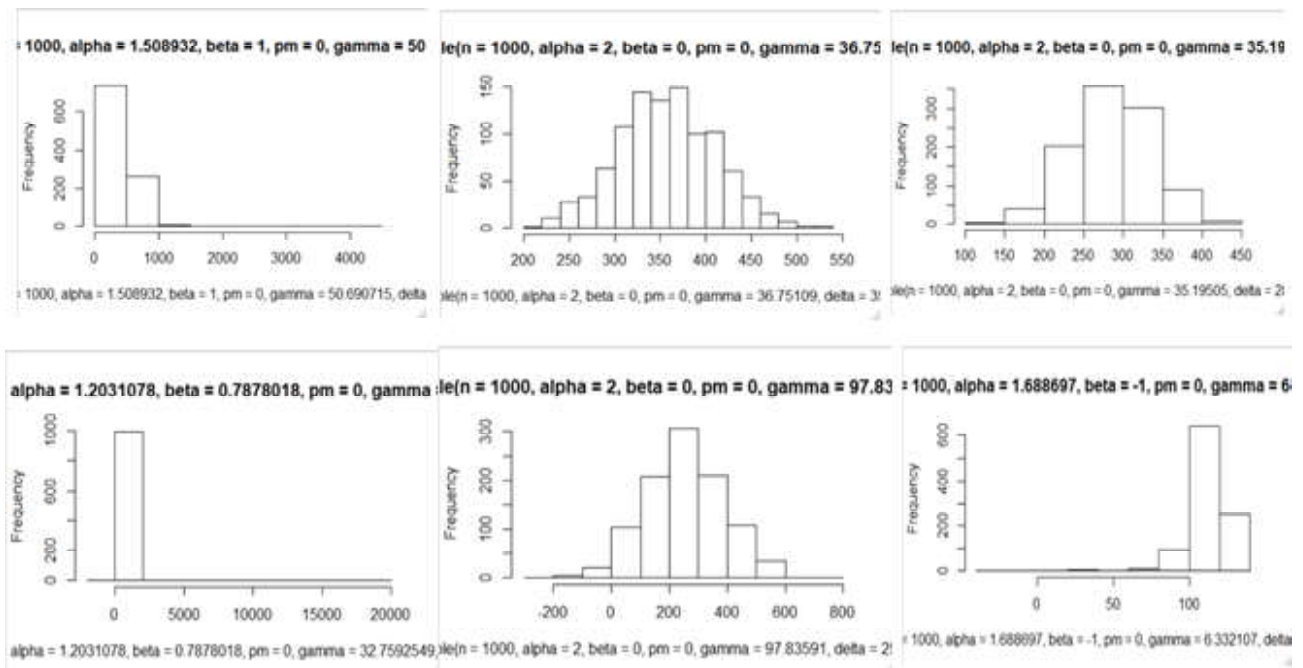 = 1000, alpha = 1.508932, beta = 1, pm = 0, gamma = 50
Frequency
600
400
200
0
0 1000 2000 3000 4000
= 1000, alpha = 1.508932, beta = 1, pm = 0, gamma = 50.690715, delta
le(n = 1000, alpha = 2, beta = 0, pm = 0, gamma = 36.75
Frequency
150
100
50
0
200 250 300 350 400 450 500 550
ole(n = 1000, alpha = 2, beta = 0, pm = 0, gamma = 36.75109, delta =
le(n = 1000, alpha = 2, beta = 0, pm = 0, gamma = 35.19
Frequency
300
200
100
0
100 150 200 250 300 350 400 450
ole(n = 1000, alpha = 2, beta = 0, pm = 0, gamma = 35.19505, delta =
alpha = 1.2031078, beta = 0.7878018, pm = 0, gamma
Frequency
1000
600
200
0
0 5000 10000 15000 20000
alpha = 1.2031078, beta = 0.7878018, pm = 0, gamma = 32.7592549,
le(n = 1000, alpha = 2, beta = 0, pm = 0, gamma = 97.83
Frequency
300
200
100
0
-200 0 200 400 600 800
ole(n = 1000, alpha = 2, beta = 0, pm = 0, gamma = 97.83591, delta =
= 1000, alpha = 1.688697, beta = -1, pm = 0, gamma = 6
Frequency
600
400
200
0
0 50 100
= 1000, alpha = 1.688697, beta = -1, pm = 0, gamma = 6.332107, delta